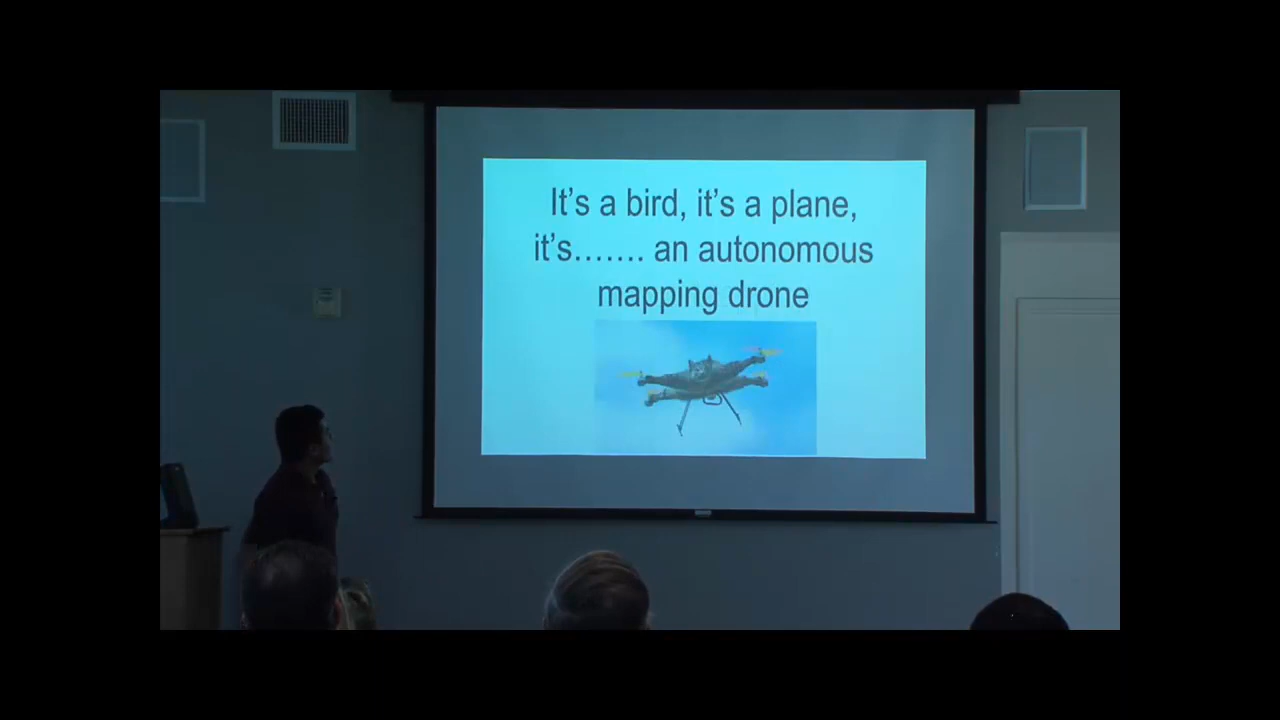 It’s a bird, it’s a plane,
it’s……. an autonomous
mapping drone